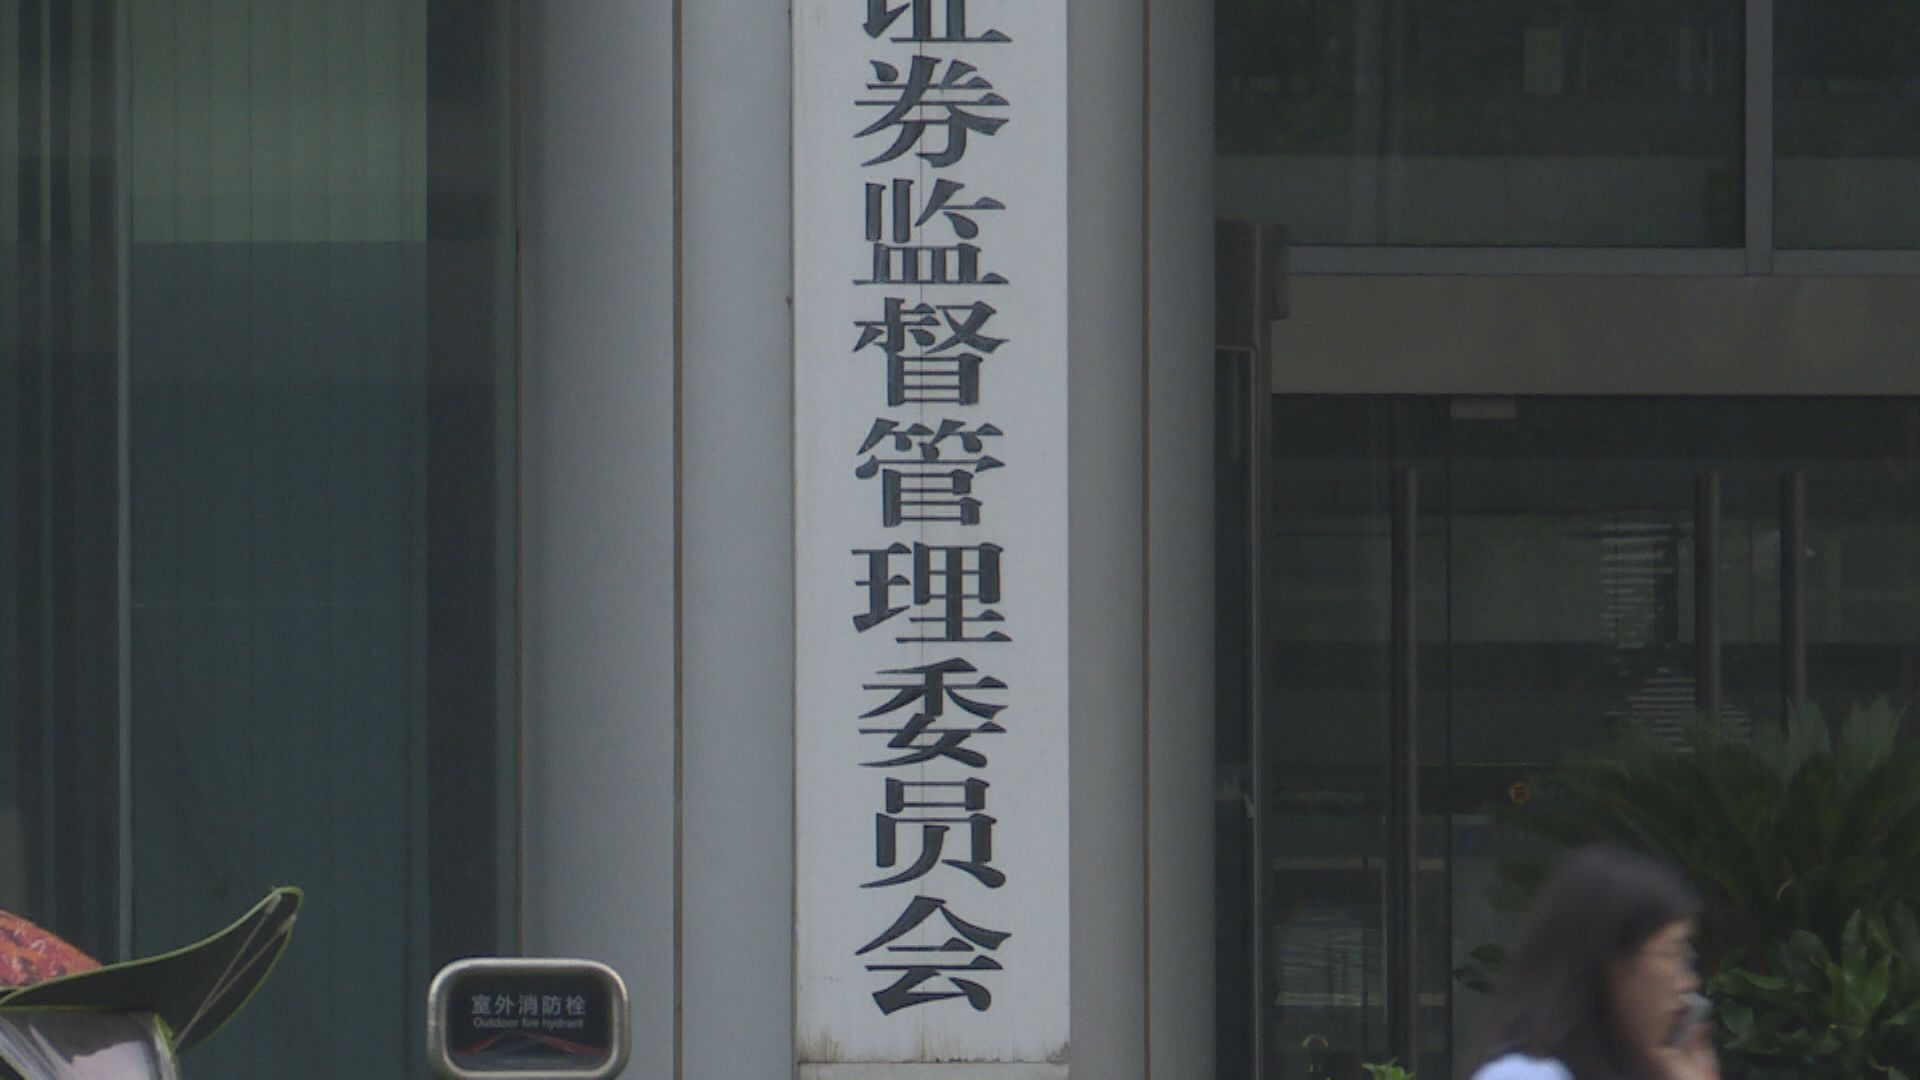 证券监督管理委员会
室外消防栓
Outdoor fire hydrant